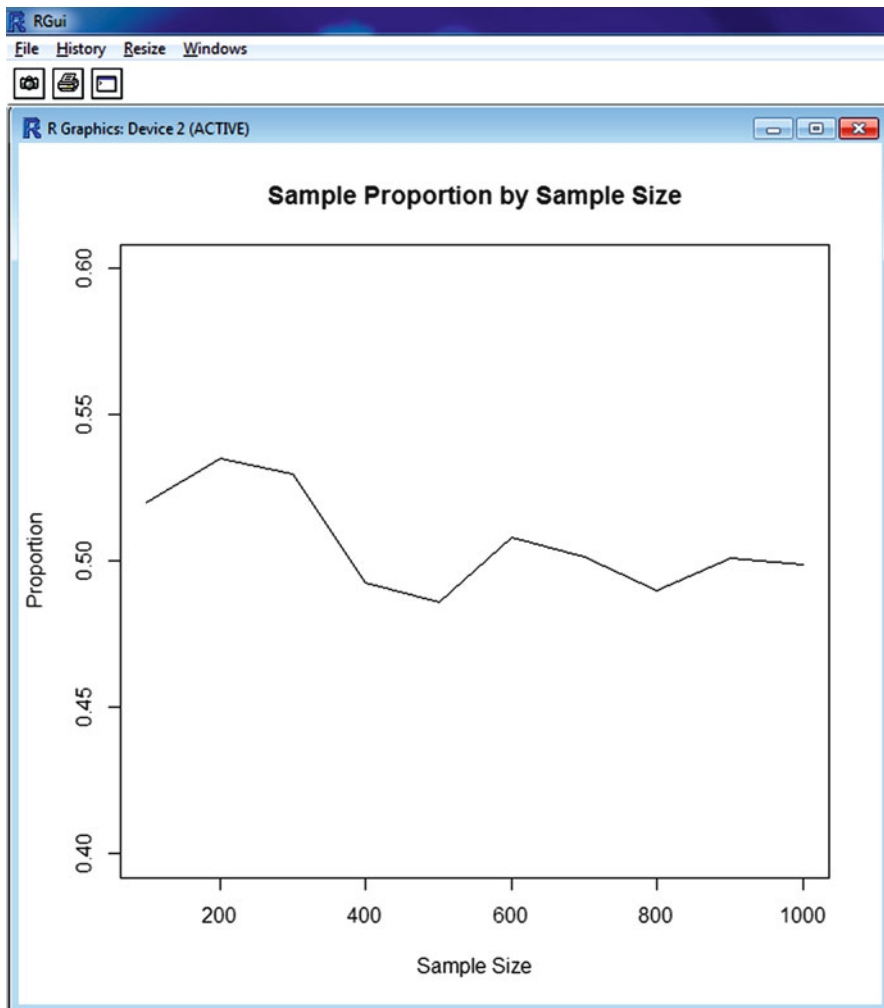 RGui
File History Resize Windows
R Graphics: Device 2 (ACTIVE)
Sample Proportion by Sample Size
0.60
0.55
0.50
0.45
0.40
Proportion
200 400 600 800 1000
Sample Size